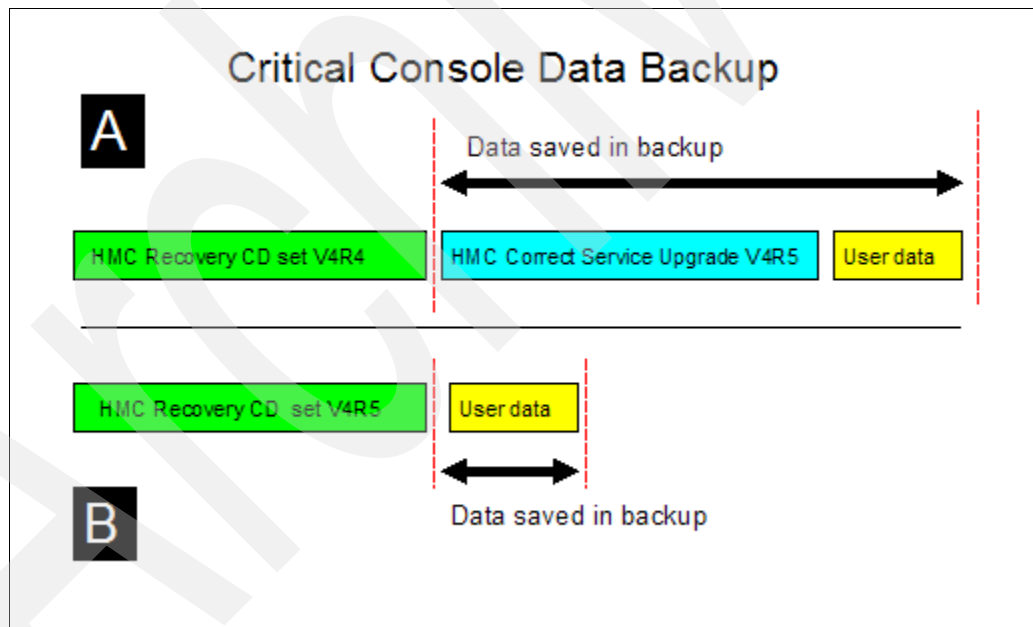 Critical Console Data Backup
A
Data saved in backup
HMC Recovery CD set V4R4
HMC Correct Service Upgrade V4R5
User data
HMC Recovery CD set V4R5
User data
Data saved in backup
B